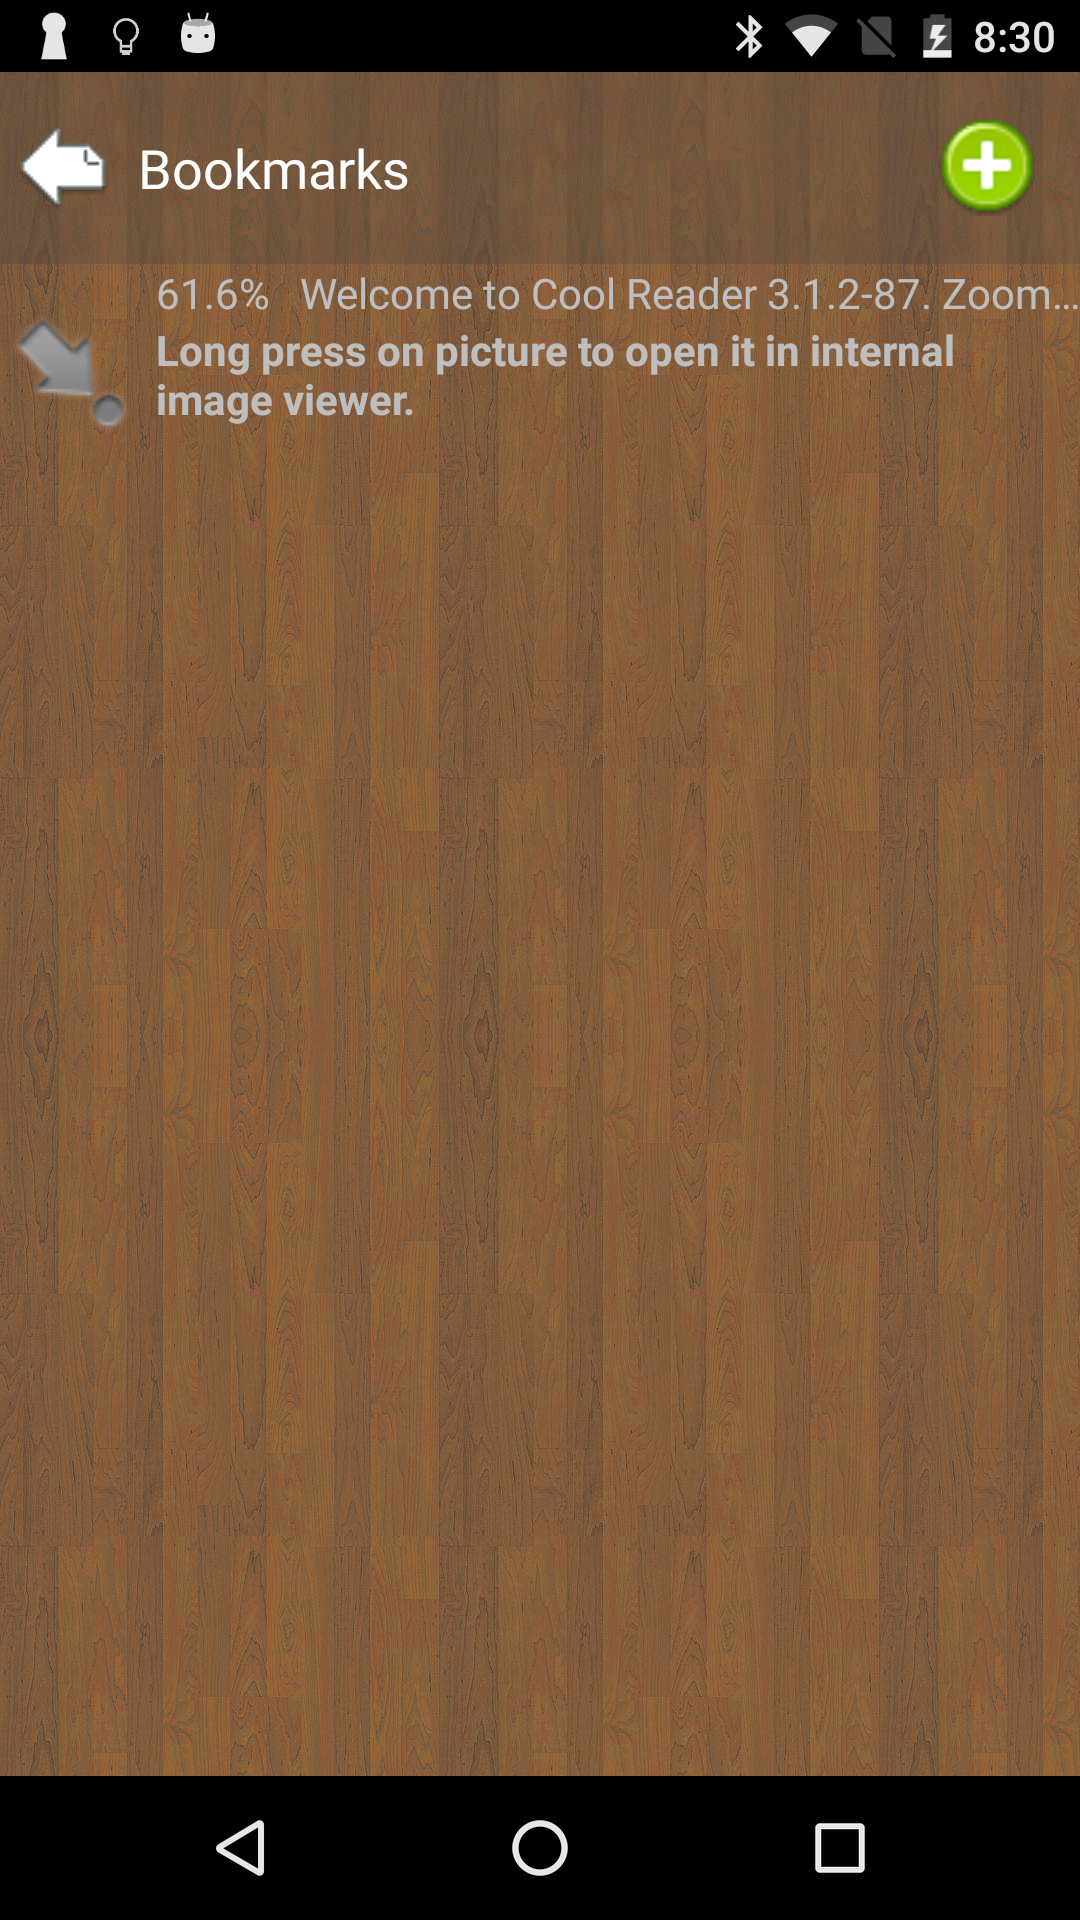 8:30
Bookmarks
61.6% Welcome to Cool Reader 3.1.2-87. Zoom...
Long press on picture to open it in internal
image viewer.